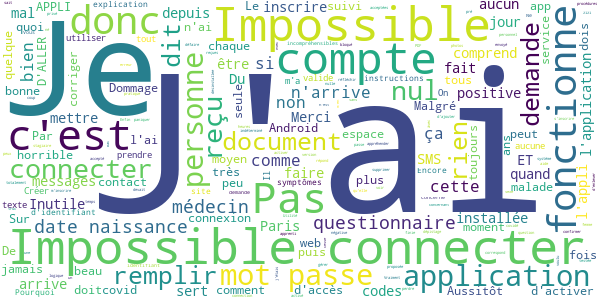 mal
APPLI
explication
Le
inscrire
suivi
aucun
app
quoi
depuis
utiliser
tout
n'ai
Impossible
jour
service
donc
dit
quelque
bien
D'ALLER
corriger
chaque
être
si
compte
comprend
dois
fonctionne
l'application
Je
bonne
Dommage
Du
m'a
valide
instructions
On
fait
tous
demande
mettre
personne
seule
n'arrive
nul
positive
Malgré
c'est
Par
l'ai
reçu
non
Merci
Android
ça
rien
ans
peut
aucune
horrible
prendre
document
espace
SMS
toujours
ET
système
connecter
moyen
comme
faire
Encore
quand
l'appli
messages
contact
très
site
Il
symptômes
plus
cette
malade
texte
Inutile
Créer
d'identifiant
peu
Pas
J'ai
installée
Sur
médecin
connexion
Paris
questionnaire
date naissance
moment
De
Impossible connecter
web
puis
fois
jamais
beau
remplir
mot passe
application
arrive
Pourquoi
doitcovid
sert
comment
d'accès
codes
Aussitôt
d'activer